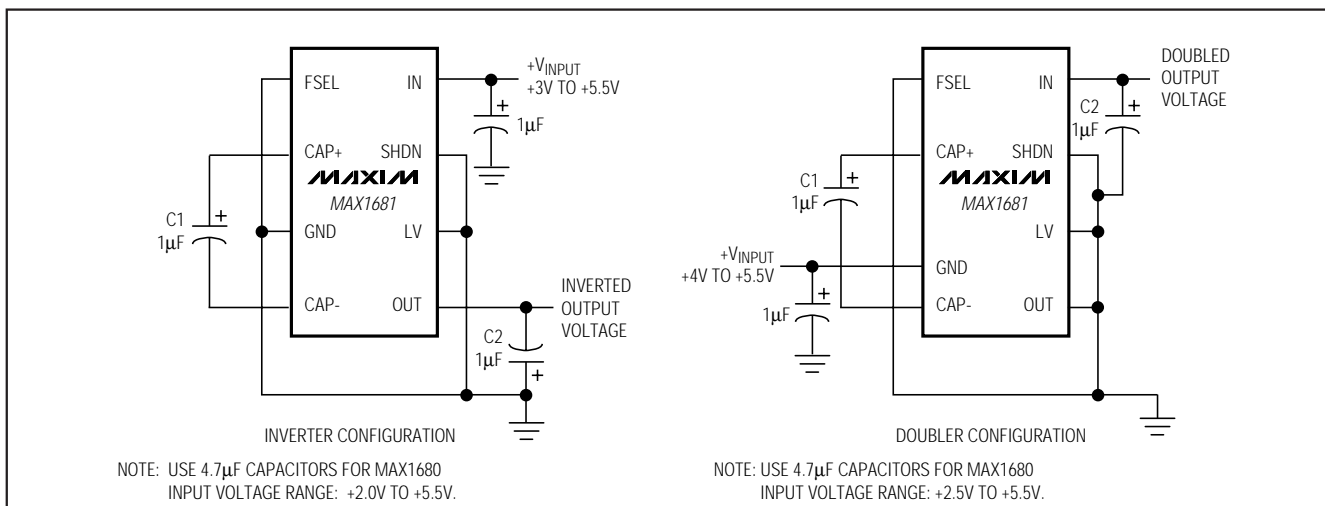 FSEL
IN
+VINPUT
+3V TO +5.5V
+
1µF
CAP+
SHDN
MAXIM
MAX1681
C1
+
1µF
GND
LV
CAP-
OUT
INVERTED
OUTPUT
VOLTAGE
C2
1µF
+
INVERTER CONFIGURATION
NOTE: USE 4.7µF CAPACITORS FOR MAX1680
INPUT VOLTAGE RANGE: +2.0V TO +5.5V.
FSEL
IN
DOUBLED
OUTPUT
VOLTAGE
C2
+
1µF
CAP+
SHDN
MAXIM
MAX1681
C1
+
1µF
LV
+VINPUT
+4V TO +5.5V
GND
+
1µF
CAP-
OUT
DOUBLER CONFIGURATION
NOTE: USE 4.7µF CAPACITORS FOR MAX1680
INPUT VOLTAGE RANGE: +2.5V TO +5.5V.